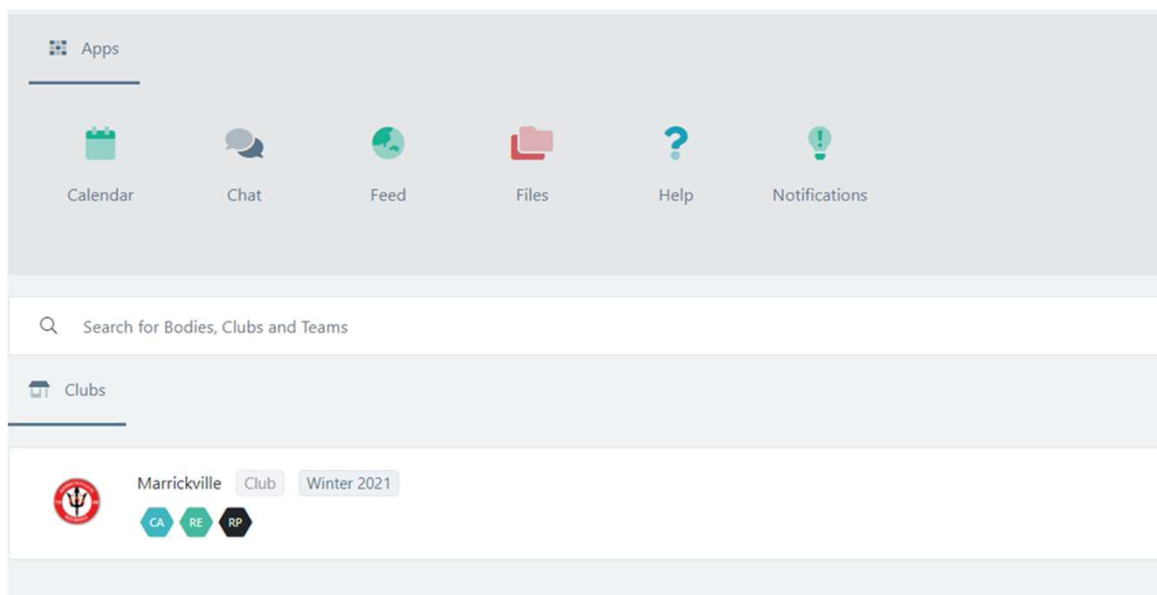 Apps
Calendar Chat Feed Files Help Notifications
Search for Bodies, Clubs and Teams
Clubs
Marrickville Club Winter 2021
CA RE RP